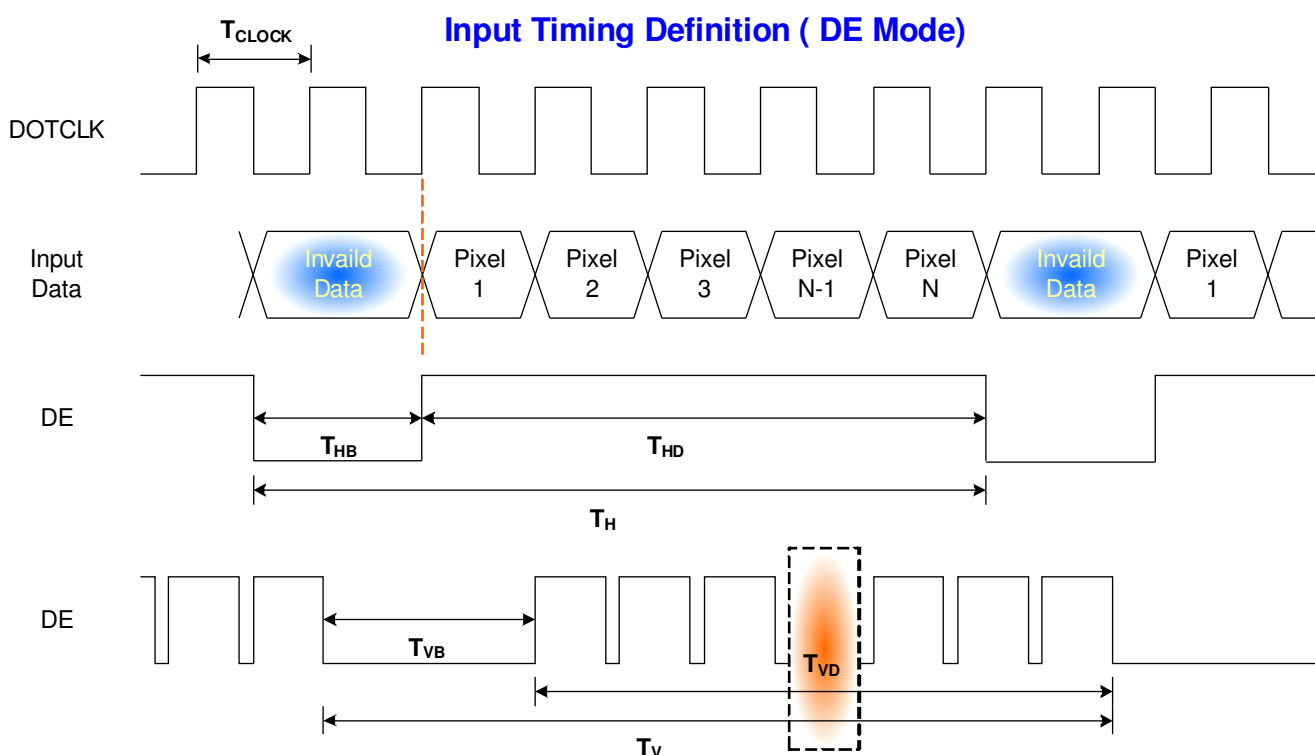 Input Timing Definition ( DE Mode)
TCLOCK
DOTCLK
Input
Data
Invaild
Data
Pixel
1
Pixel
2
Pixel
3
Pixel
N-1
Pixel
N
Invaild
Data
Pixel
1
DE
THB
THD
TH
DE
TVB
TVD
TV